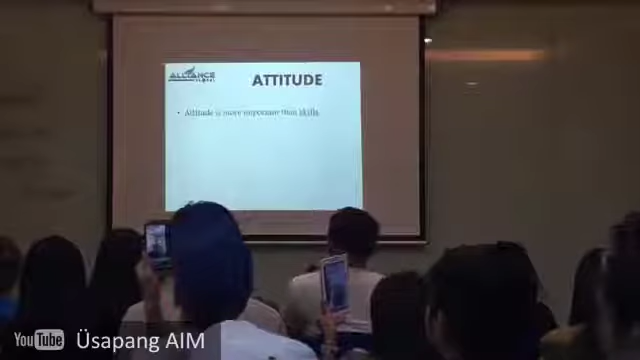 ALLIANCE
GLOBAL
ATTITUDE
• Attitude is more important than skills
YouTube Üsapang AIM